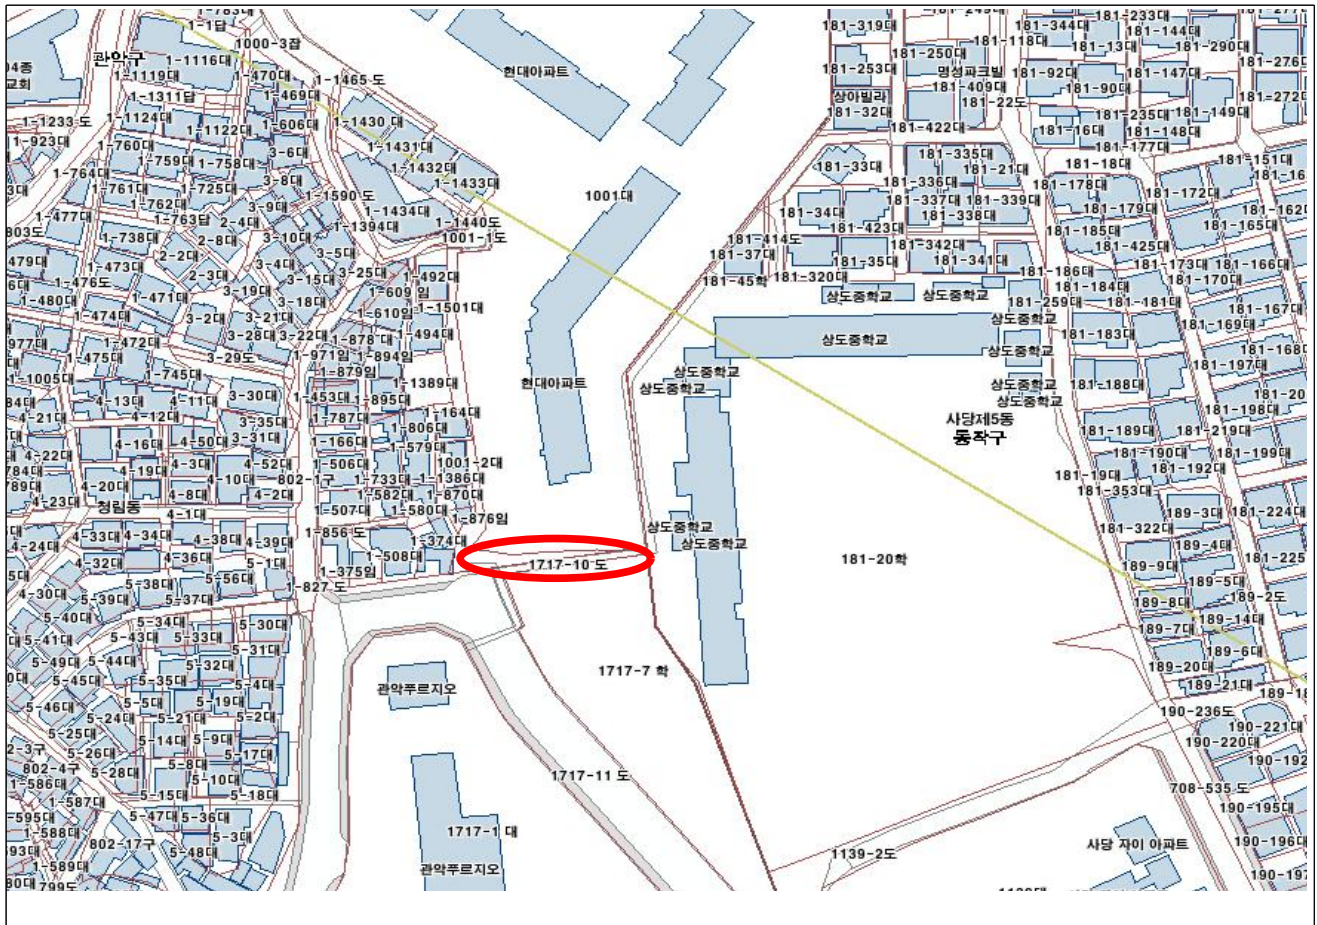 1-783대
1-1답
1000-3잡
관악구
1-1116대
1-1119대
1-470대
1-1465 도
1-469대
1-1311답
1-1124대
1-1233 도
1-923대
1-1122대
1-606대
1-1430 대
1-1431대
1-1432대
1-1433대
1-760대
1-759대
1-758대
3-6대
1-764대
1-761대
1-725대
3-8대
1-1590 도
1-762대
1-763답
3-9대
2-4대
1-1434대
1-1394대
1-1440도
1001-1도
1-477대
1-738대
2-8대
3-10대
3-5대
2-2대
3-4대
1-473대
2-3대
3-15대
3-25대
1-492대
1-476도
3-19대
1-609 임
1-480대
1-471대
3-18대
1-610임
1-1501대
1-474대
3-2대
3-21대
1-472대
3-28대
3-22대
1-878 대
494대
3-29도
1-971임
1-894임
1-475대
1-745대
1-879임
1-1005대
1-1389대
4-13대
4-11대
3-30대
1-453대
1-895대
4-21대
4-12대
3-35대
1-787대
1-164대
3-31대
1-806대
4-16대
4-50대
1-166대
1-579대
4-22대
4-19대
4-3대
4-52대
1-506대
1001-2대
4-20대
4-10대
802-1구
1-733대
1-1386대
4-23대
4-8대
4-2대
1-582대
1-870대
청림동
4-1대
1-507대
1-580대
1-876임
4-33대
4-34대
4-38대
4-39대
1-856 도
1-374대
4-24대
4-36대
5-1대
1-508대
1-375임
1717-10 도
4-30대
5-38대
5-56대
1-827 도
5-39대
5-37대
5-40대
5-34대
5-30대
5-41대
5-43대
5-33대
5-31대
5-49대
5-44대
5-32대
5-45대
5-35대
5-4대
5-46대
5-5대
5-19대
5-24대
5-21대
5-2대
5-25대
5-14대
5-9대
5-26대
5-17대
802-4구
5-28대
5-8대
1-586대
5-10대
1-587대
5-15대
5-18대
5-47대
5-36대
1-588대
5-3대
802-17구
5-48대
1-589대
799도
현대아파트
1001대
현대아파트
관악푸르지오
1717-1 대
관악푸르지오
1717-7 학
1717-11 도
181-319대
181-250대
181-118대
181-344대
181-233대
181-144대
181-13대
181-290대
181-253대
명성파크빌
181-409대
181-92대
181-147대
181-90대
상아빌라
181-22도
181-32대
181-422대
181-235대
181-149대
181-16대
181-148대
181-177대
181-33대
181-335대
181-21대
181-18대
181-151대
181-336대
181-178대
181-172대
181-337대
181-339대
181-34대
181-338대
181-179대
181-423대
181-185대
181-165대
181-414도
181-342대
181-425대
181-37대
181-35대
181-341대
181-173대
181-166대
181-45학
181-320대
181-186대
181-184대
181-170대
상도중학교
상도중학교
181-259대
181-181대
181-167대
상도중학교
181-169대
상도중학교
181-183대
상도중학교
181-197대
상도중학교
상도중학교
상도중학교
181-188대
상도중학교
181-198대
사당제5동
동작구
181-189대
181-219대
181-190대
181-192대
181-199대
181-19대
181-353대
상도중학교
상도중학교
181-322대
189-3대
181-224대
189-4대
181-20학
189-9대
189-5대
189-8대
189-2도
189-7대
189-14대
189-6대
189-20대
189-21대
190-236도
190-221대
190-220대
708-535 도
190-195대
1139-2도
사당 자이 아파트
190-196대